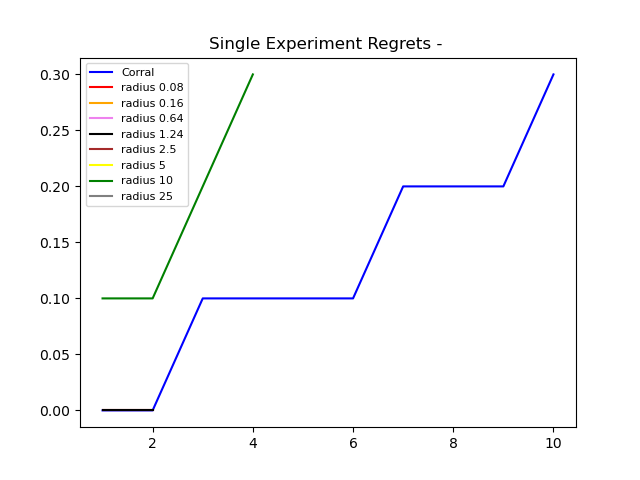 Single Experiment Regrets -
0.30
0.25
0.20
0.15
0.10
0.05
0.00
Corral
radius 0.08
radius 0.16
radius 0.64
radius 1.24
radius 2.5
radius 5
radius 10
radius 25
2 4 6 8 10